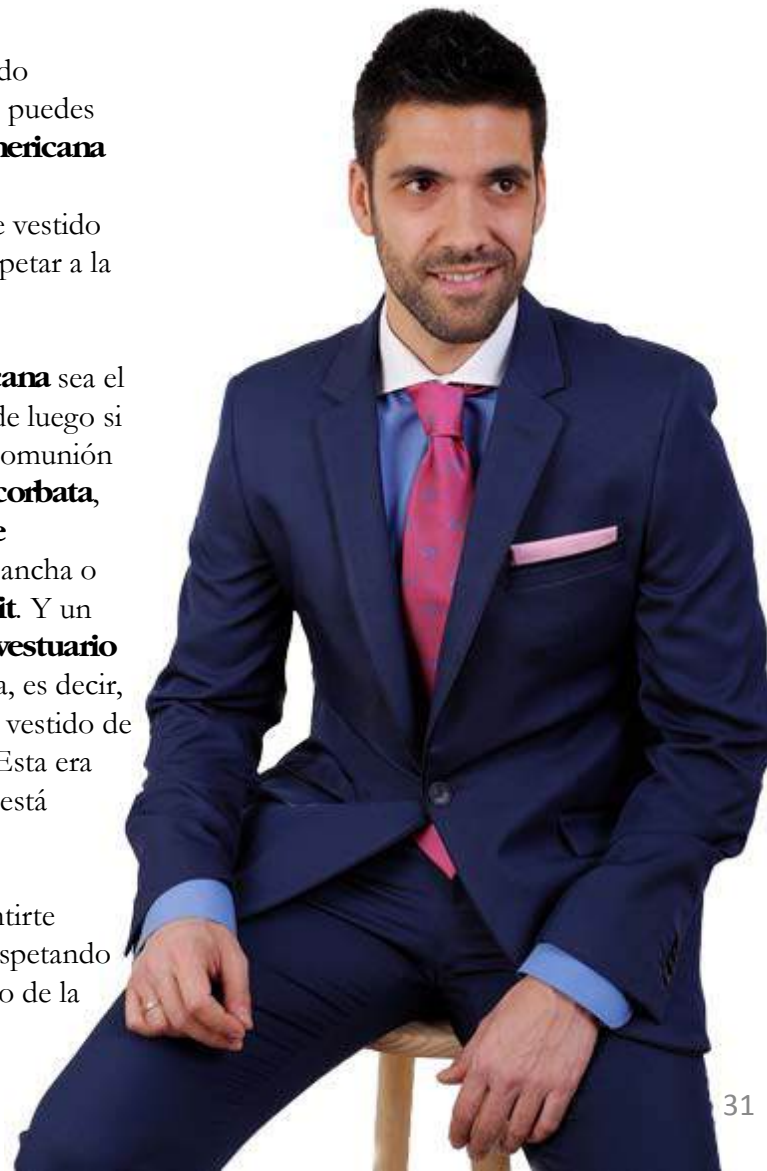 do
puedes
nericana
e vestido
petar a la
cana sea el
de luego si
omunión
corbata,
e
ancha o
it. Y un
vestuario
a, es decir,
vestido de
Esta era
está
ntirte
spetando
o de la
31